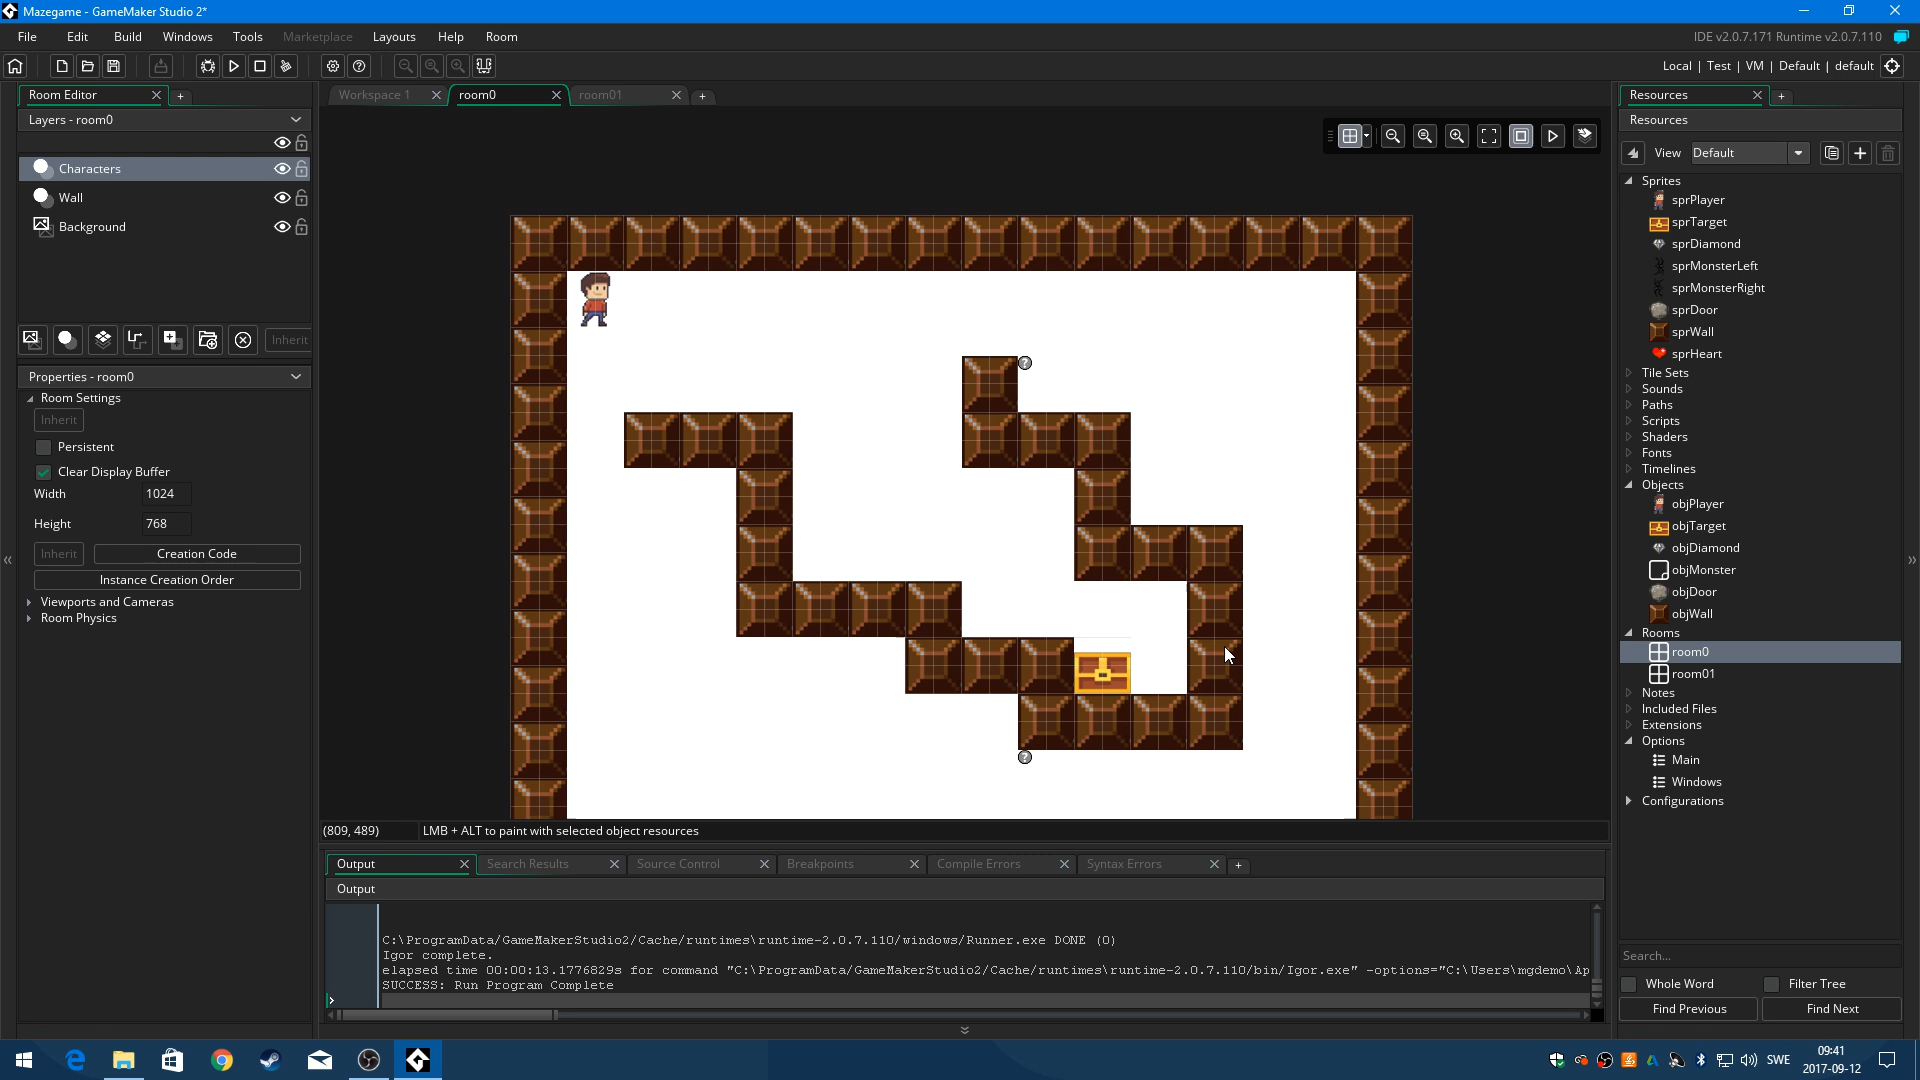 Mazegame - GameMaker Studio 2*
File Edit Build Windows Tools Marketplace Layouts Help Room
IDE v2.0.7.171 Runtime v2.0.7.110
Local | Test | VM | Default | default
Room Editor
Layers - room0
Characters
Wall
Background
Inherit
Properties - room0
Room Settings
Inherit
Persistent
Clear Display Buffer
Width 1024
Height 768
Inherit Creation Code
Instance Creation Order
Viewports and Cameras
Room Physics
Workspace 1 room0 room01
(809, 489) LMB + ALT to paint with selected object resources
Output Search Results Source Control Breakpoints Compile Errors Syntax Errors
Output
C:\ProgramData/GameMakerStudio2/Cache/runtimes\runtime-2.0.7.110/windows/Runner.exe DONE (0)
Igor complete.
elapsed time 00:00:13.1776829s for command "C:\ProgramData/GameMakerStudio2/Cache/runtimes\runtime-2.0.7.110/bin/Igor.exe" -options="C:\Users\mgdemo\Ap
SUCCESS: Run Program Complete
Resources
Resources
View Default
Sprites
sprPlayer
sprTarget
sprDiamond
sprMonsterLeft
sprMonsterRight
sprDoor
sprWall
sprHeart
Tile Sets
Sounds
Paths
Scripts
Shaders
Fonts
Timelines
Objects
objPlayer
objTarget
objDiamond
objMonster
objDoor
objWall
Rooms
room0
room01
Notes
Included Files
Extensions
Options
Main
Windows
Configurations
Search...
Whole Word Filter Tree
Find Previous Find Next
SWE
09:41
2017-09-12